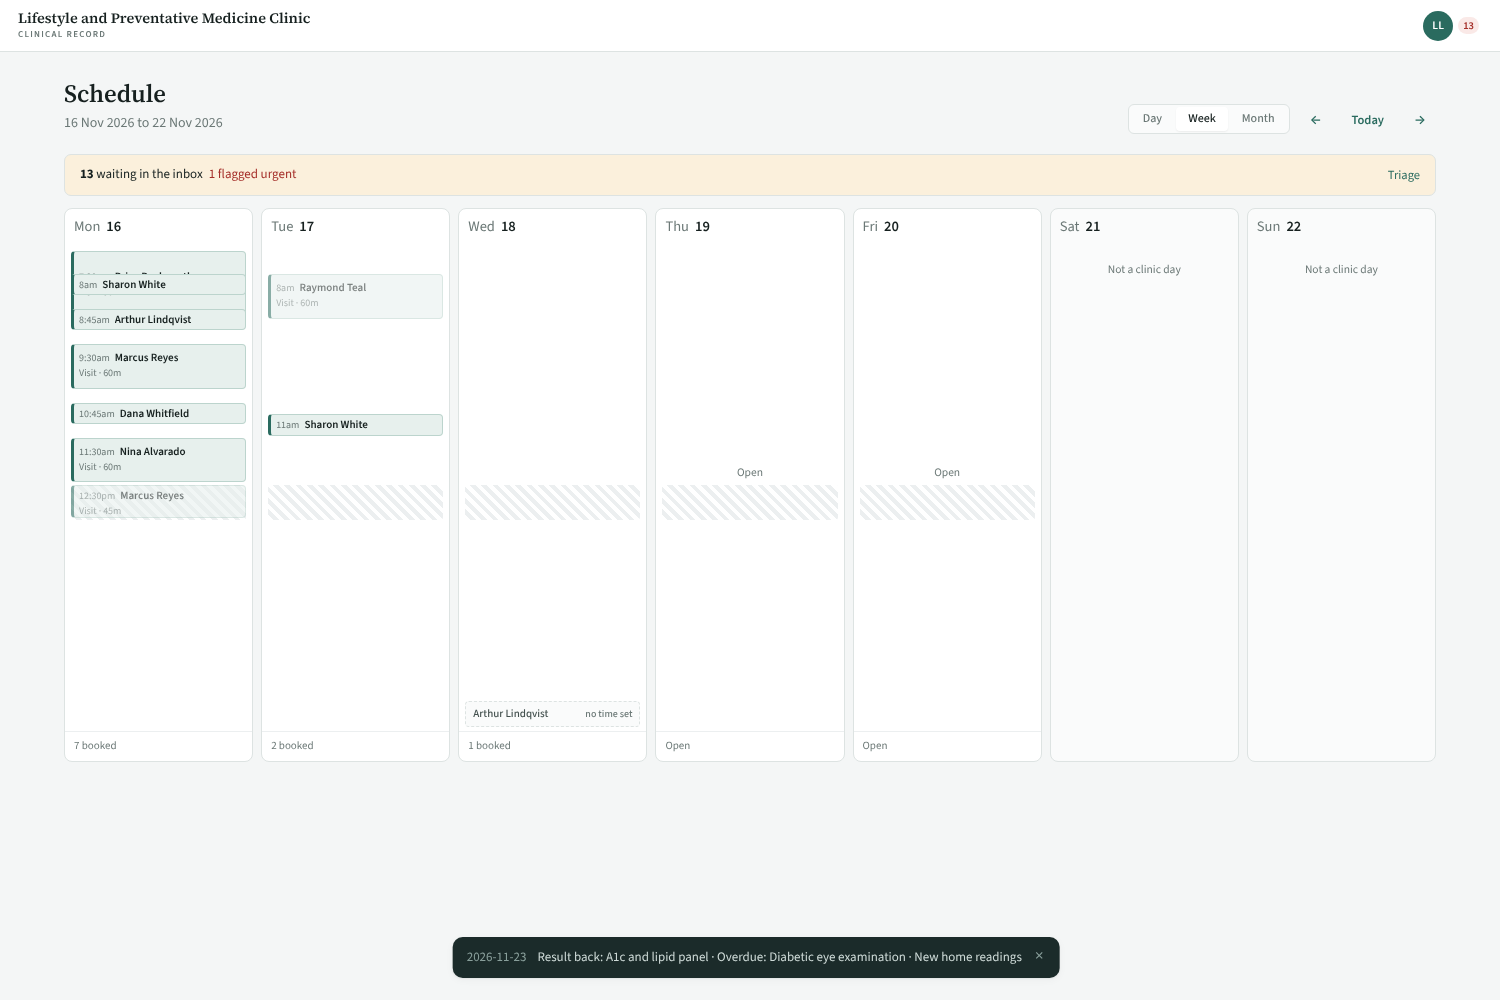 Lifestyle and Preventative Medicine Clinic
CLINICAL RECORD
LL 13
Schedule
16 Nov 2026 to 22 Nov 2026
Day Week Month ← Today →
13 waiting in the inbox 1 flagged urgent Triage
Mon 16
8am Sharon White
8:45am Arthur Lindqvist
9:30am Marcus Reyes
Visit · 60m
10:45am Dana Whitfield
11:30am Nina Alvarado
Visit · 60m
12:30pm Marcus Reyes
Visit · 45m
7 booked
Tue 17
8am Raymond Teal
Visit · 60m
11am Sharon White
2 booked
Wed 18
Arthur Lindqvist no time set
1 booked
Thu 19
Open
Open
Fri 20
Open
Open
Sat 21
Not a clinic day
Sun 22
Not a clinic day
2026-11-23 Result back: A1c and lipid panel · Overdue: Diabetic eye examination · New home readings ×